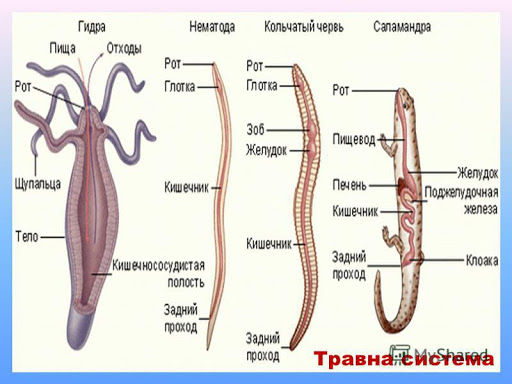 Гидра
Пища
Отходы
Рот
Щупальца
Тело
Кишечнососудистая
полость
Нематода
Рот
Глотка
Кишечник
Задний
проход
Кольчатый червь
Рот
Глотка
Зоб
Желудок
Кишечник
Задний
проход
Саламандра
Рот
Пищевод
Печень
Кишечник
Задний
проход
Желудок
Поджелудочная
железа
Клоака
Травна система
MyShared